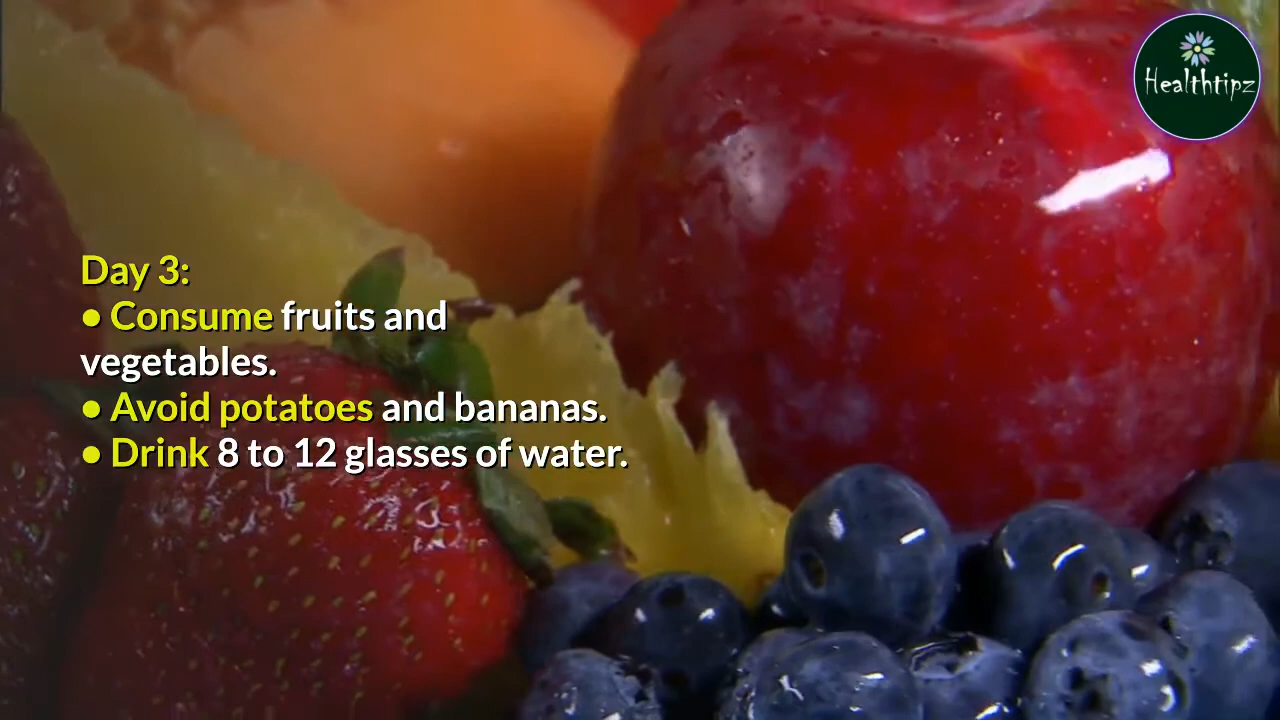 Healthtipz
Day 3:
● Consume fruits and
vegetables.
● Avoid potatoes and bananas.
● Drink 8 to 12 glasses of water.